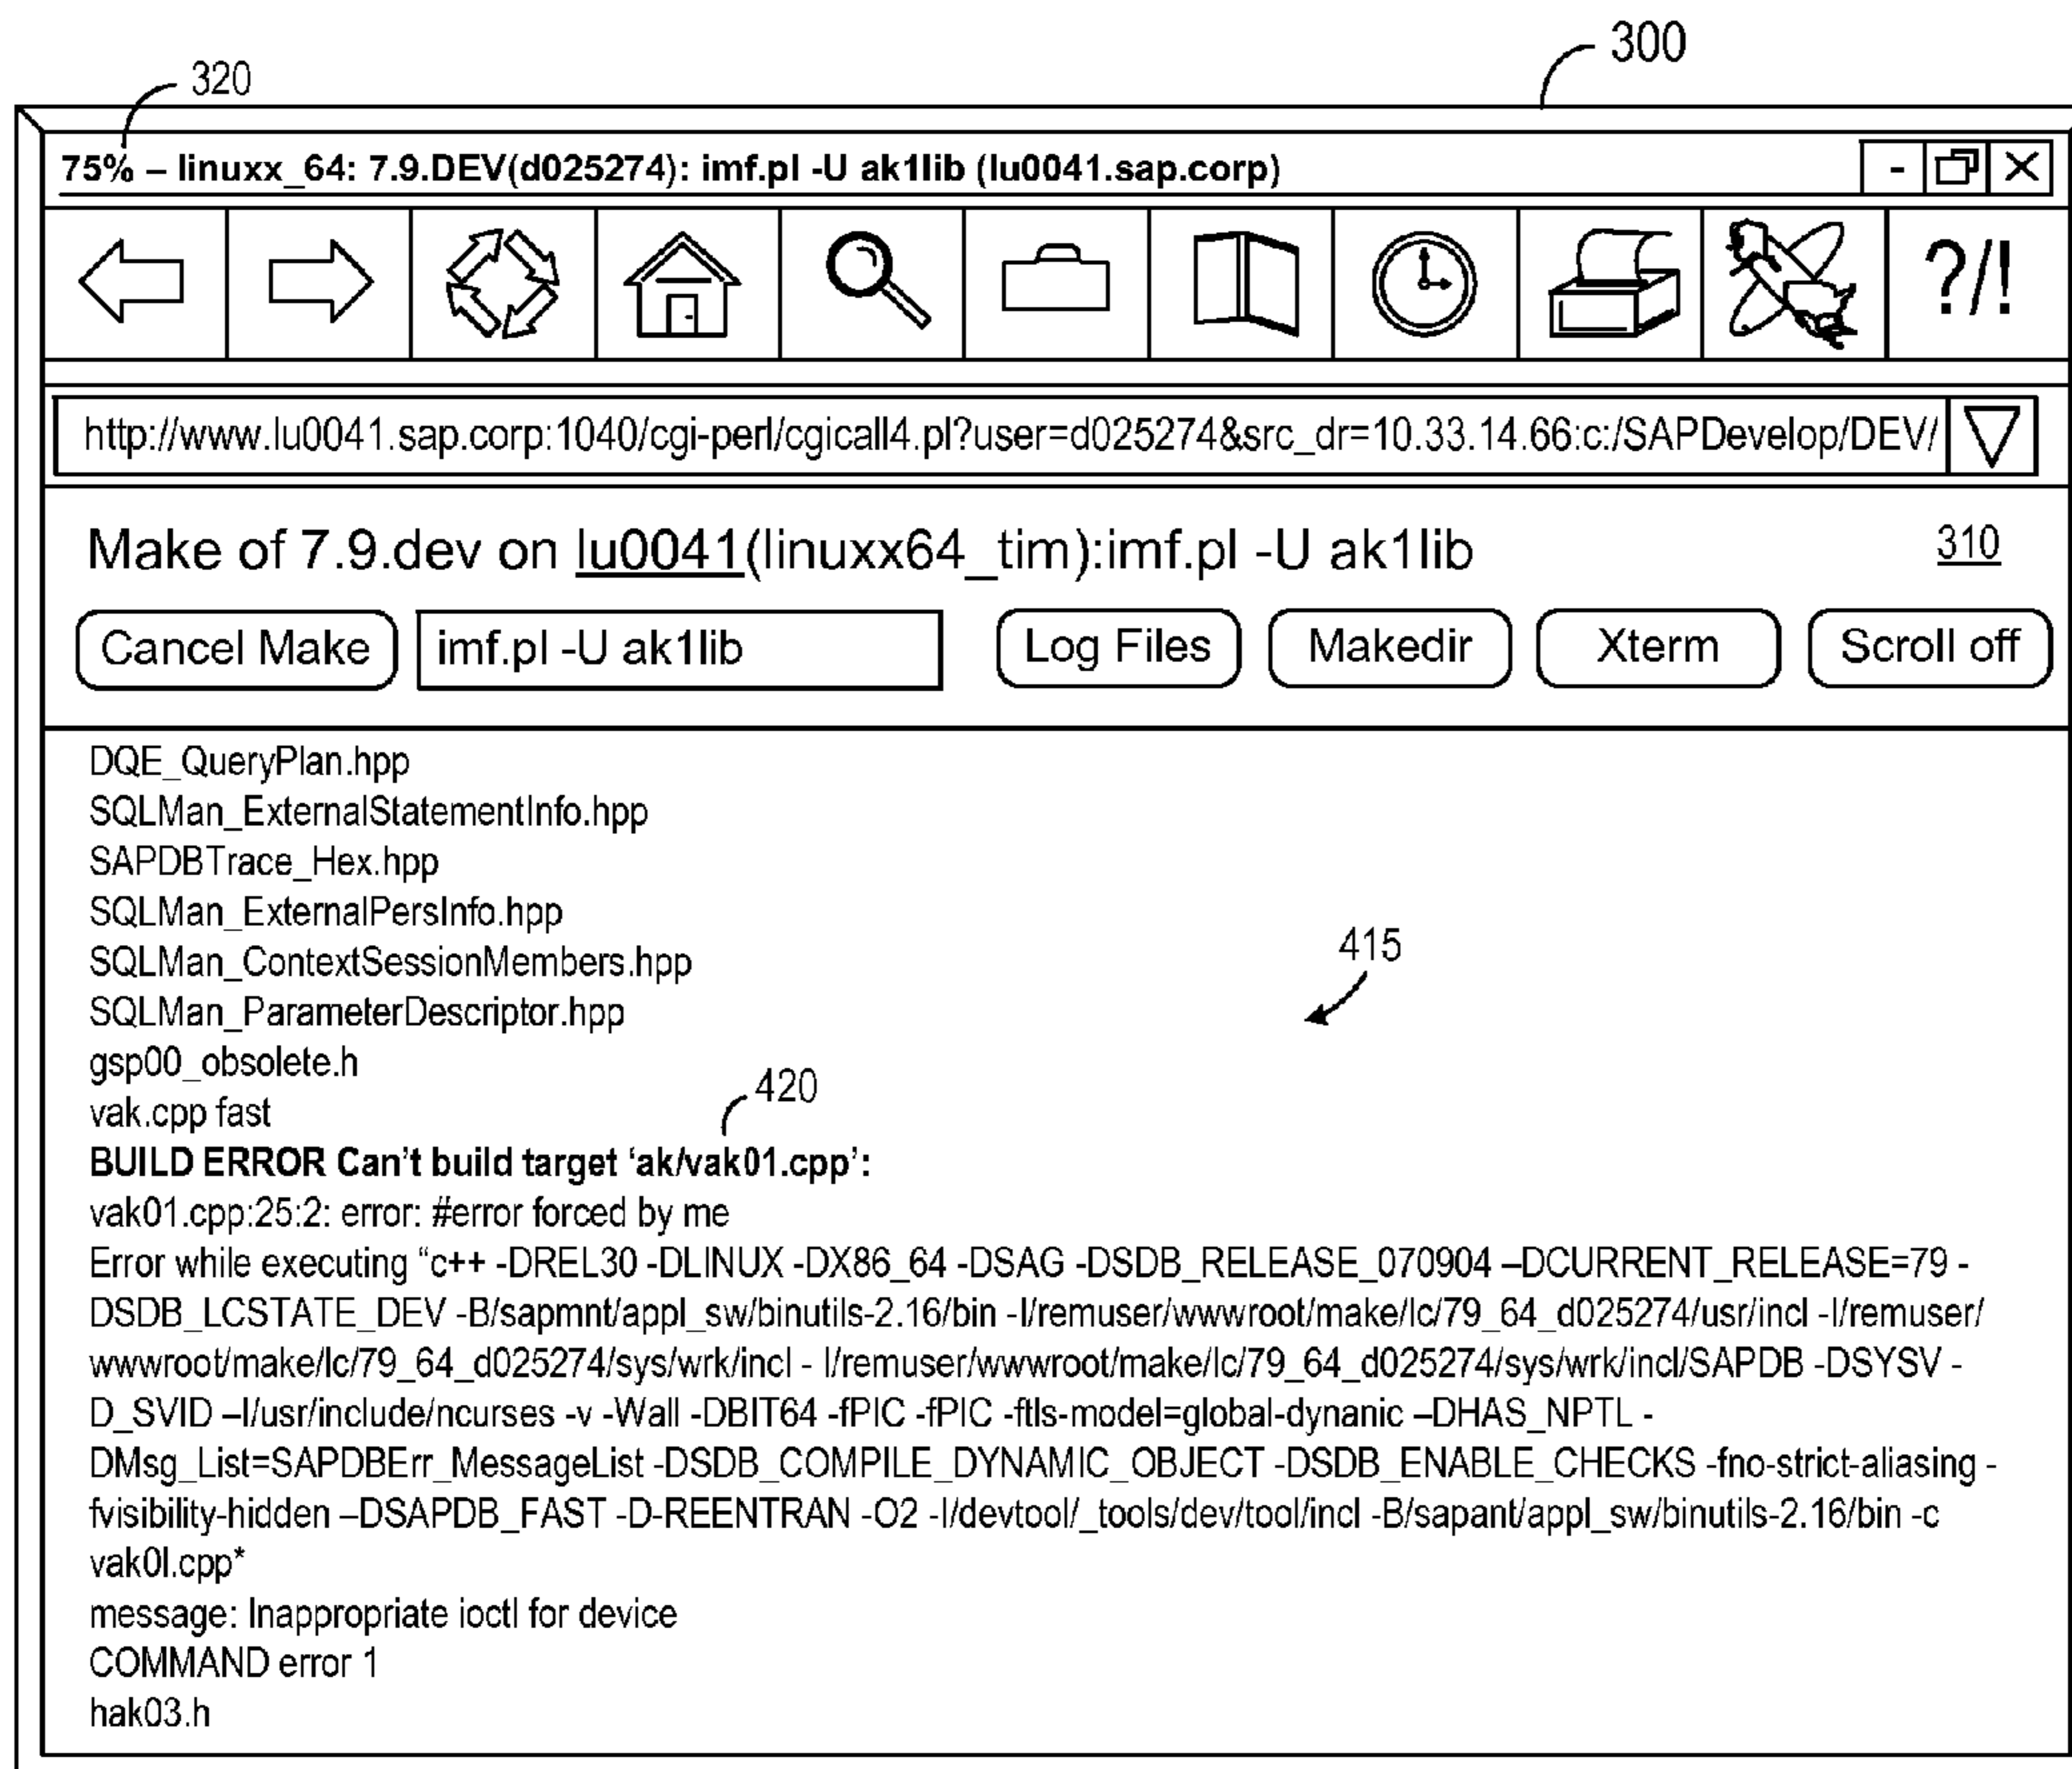 300
320
75% – linuxx_64: 7.9.DEV(d025274): imf.pl -U ak1lib (lu0041.sap.corp)
- X
?/!
http://www.lu0041.sap.corp:1040/cgi-perl/cgicall4.pl?user=d025274&src_dr=10.33.14.66:c:/SAPDevelop/DEV/
Make of 7.9.dev on lu0041(linuxx64_tim):imf.pl -U ak1lib 310
Cancel Make imf.pl -U ak1lib Log Files Makedir Xterm Scroll off
DQE_QueryPlan.hpp
SQLMan_ExternalStatementInfo.hpp
SAPDBTrace_Hex.hpp
SQLMan_ExternalPersInfo.hpp
415
SQLMan_ContextSessionMembers.hpp
SQLMan_ParameterDescriptor.hpp
gsp00_obsolete.h
420
vak.cpp fast
BUILD ERROR Can’t build target ‘ak/vak01.cpp’:
vak01.cpp:25:2: error: #error forced by me
Error while executing “c++ -DREL30 -DLINUX -DX86_64 -DSAG -DSDB_RELEASE_070904 –DCURRENT_RELEASE=79 -
DSDB_LCSTATE_DEV -B/sapmnt/appl_sw/binutils-2.16/bin -I/remuser/wwwroot/make/lc/79_64_d025274/usr/incl -I/remuser/
wwwroot/make/lc/79_64_d025274/sys/wrk/incl - I/remuser/wwwroot/make/lc/79_64_d025274/sys/wrk/incl/SAPDB -DSYSV -
D_SVID –I/usr/include/ncurses -v -Wall -DBIT64 -fPIC -fPIC -ftls-model=global-dynanic –DHAS_NPTL -
DMsg_List=SAPDBErr_MessageList -DSDB_COMPILE_DYNAMIC_OBJECT -DSDB_ENABLE_CHECKS -fno-strict-aliasing -
fvisibility-hidden –DSAPDB_FAST -D-REENTRAN -O2 -I/devtool/_tools/dev/tool/incl -B/sapant/appl_sw/binutils-2.16/bin -c
vak0l.cpp*
message: Inappropriate ioctl for device
COMMAND error 1
hak03.h